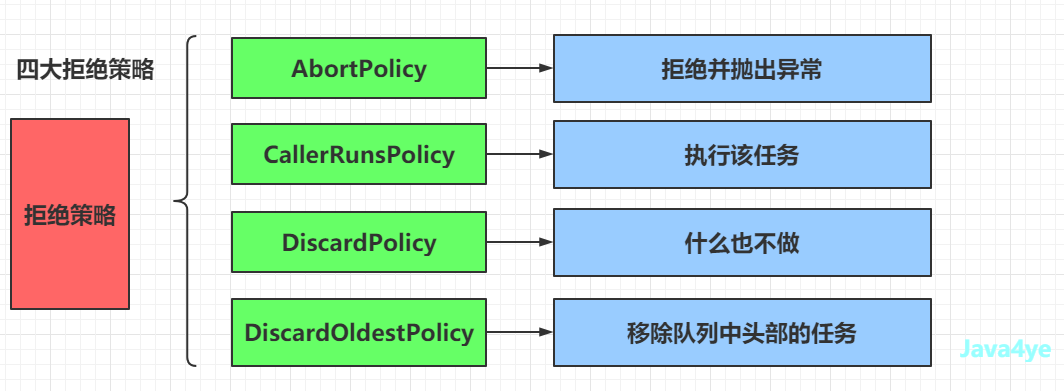 四大拒绝策略
拒绝策略
AbortPolicy
拒绝并抛出异常
CallerRunsPolicy
执行该任务
DiscardPolicy
什么也不做
DiscardOldestPolicy
移除队列中头部的任务
Java4ye